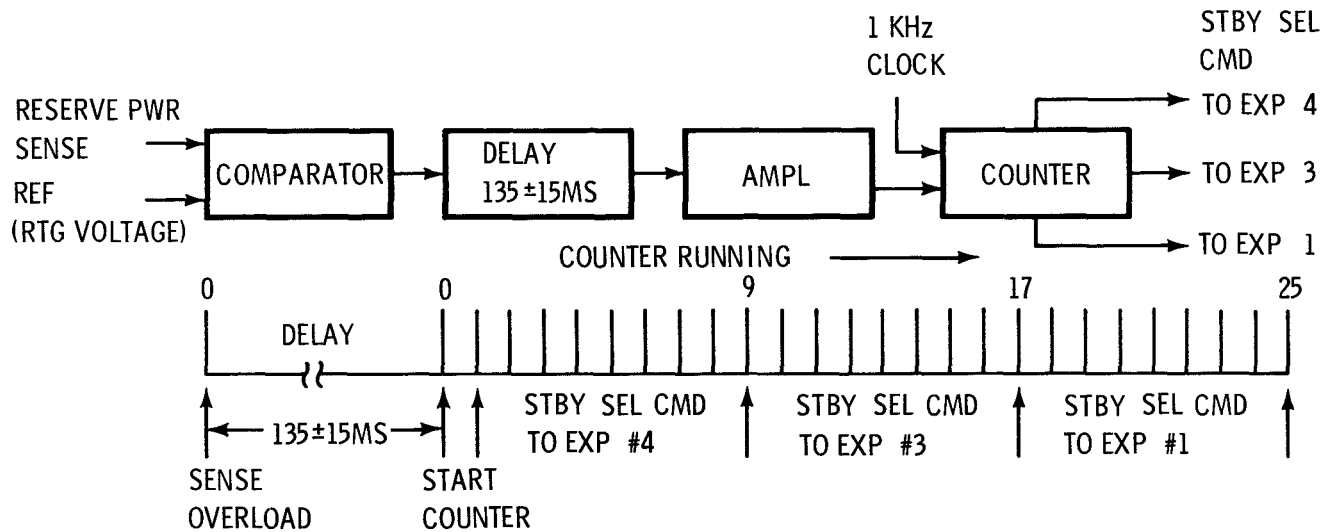 1 KHz
CLOCK
STBY SEL
CMD
RESERVE PWR
SENSE
REF
(RTG VOLTAGE)
COMPARATOR
DELAY
135 ±15MS
AMPL
COUNTER
TO EXP 4
TO EXP 3
TO EXP 1
COUNTER RUNNING
0
0
9
17
25
DELAY
135±15MS
STBY SEL CMD
TO EXP #4
STBY SEL CMD
TO EXP #3
STBY SEL CMD
TO EXP #1
SENSE
OVERLOAD
START
COUNTER